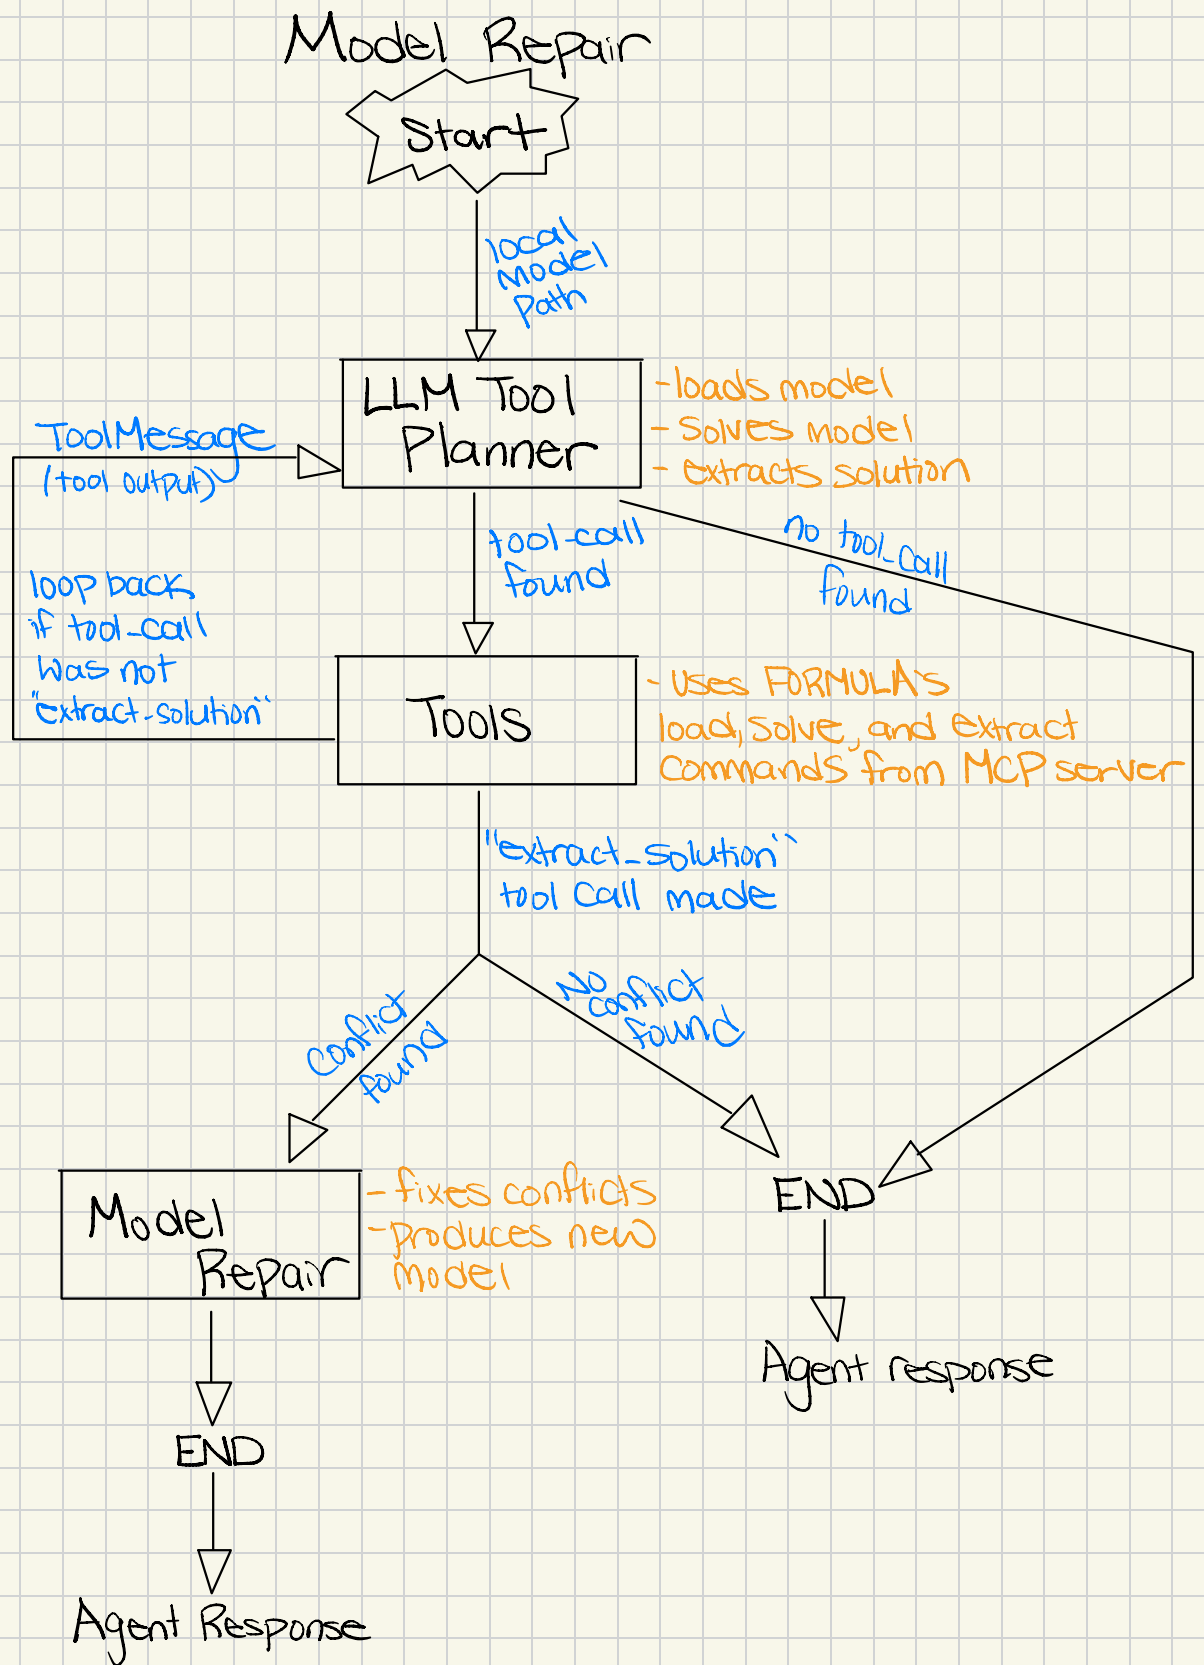 Model Repair
Start
local
model
path
LLM Tool
Planner
-loads model
- solves model
- extracts solution
ToolMessage
(tool output)
tool-call
found
no tool-call
found
loop back
if tool-call
was not
"extract-solution"
Tools
- uses FORMULA's
load, solve, and extract
commands from MCP server
"extract-solution"
tool call made
Conflict
found
No
conflict
found
Model
Repair
- fixes conflicts
- produces new
model
END
Agent response
END
Agent Response